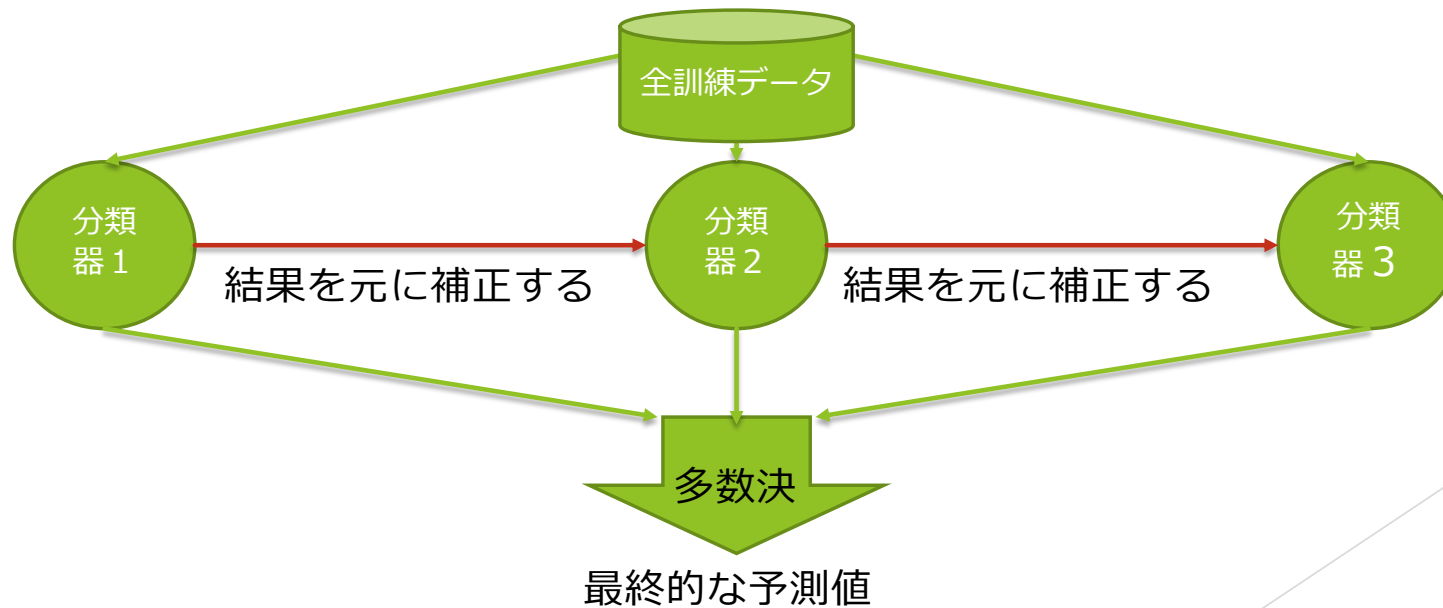 全訓練データ
分類
器１
分類
器２
分類
器３
結果を元に補正する
結果を元に補正する
多数決
最終的な予測値